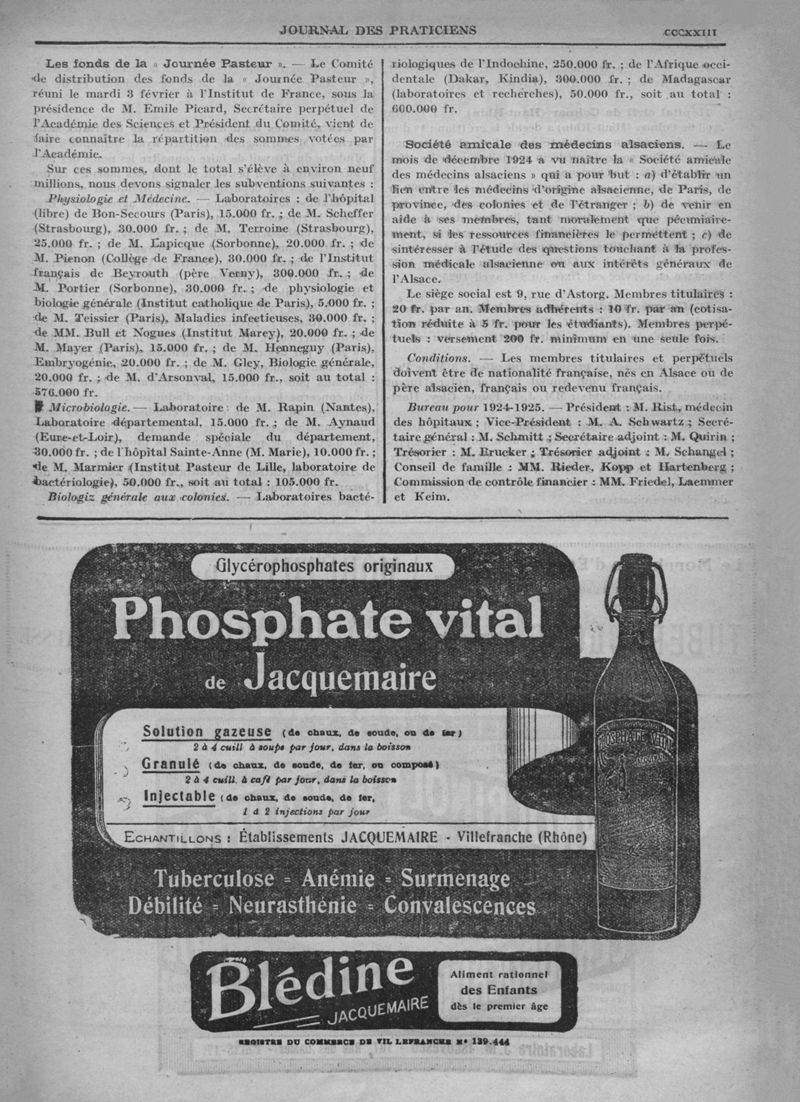 JOURNAL DES PRATICIENS
CCCXXIII
Les fonds de la « Journée Pasteur ». — Le Comité
de distribution des fonds de la « Journée Pasteur »,
réuni le mardi 3 février à l'Institut de France, sous la
présidence de M. Emile Picard, Secrétaire perpétuel de
l'Académie des Sciences et Président du Comité, vient de
faire connaître la répartition des sommes votées par
l'Académie.
Sur ces sommes, dont le total s'élève à environ neuf
millions, nous devons signaler les subventions suivantes :
Physiologie et Médecine. — Laboratoires : de l'hôpital
(libre) de Bon-Secours (Paris), 15.000 fr. ; de M. Scheffer
(Strasbourg), 30.000 fr. ; de M. Terroine (Strasbourg),
25.000 fr. ; de M. Lapicque (Sorbonne), 20.000 fr. ; de
M. Pienon (Collège de France), 30.000 fr. ; de l'Institut
français de Beyrouth (père Verny), 300.000 fr. ; de
M. Portier (Sorbonne), 30.000 fr. ; de physiologie et
biologie générale (Institut catholique de Paris), 5.000 fr. ;
de M. Teissier (Paris), Maladies infectieuses, 30.000 fr. ;
de MM. Bull et Nogues (Institut Marey), 20.000 fr. ; de
M. Mayer (Paris), 15.000 fr. ; de M. Henneguy (Paris),
Embryogénie, 20.000 fr. ; de M. Gley, Biologie générale,
20.000 fr. ; de M. d'Arsonval, 15.000 fr., soit au total :
576.000 fr.
Microbiologie. — Laboratoire : de M. Rapin (Nantes),
Laboratoire départemental, 15.000 fr. ; de M. Aynaud
(Eure-et-Loir), demande spéciale du département,
30.000 fr. ; de l'hôpital Sainte-Anne (M. Marie), 10.000 fr. ;
de M. Marmier (Institut Pasteur de Lille, laboratoire de
bactériologie), 50.000 fr., soit au total : 105.000 fr.
Biologiz générale aux colonies. — Laboratoires bacté-
riologiques de l'Indochine, 250.000 fr. ; de l'Afrique occi-
dentale (Dakar, Kindia), 300.000 fr. ; de Madagascar
(laboratoires et recherches), 50.000 fr., soit au total :
600.000 fr.
Société amicale des médecins alsaciens. — Le
mois de décembre 1924 a vu naître la « Société amicale
des médecins alsaciens » qui a pour but : a) d'établir un
lien entre les médecins d'origine alsacienne, de Paris, de
province, des colonies et de l'étranger ; b) de venir en
aide à ses membres, tant moralement que pécuniaire-
ment, si les ressources financières le permettent ; c) de
sintéresser à l'étude des questions touchant à la profes-
sion médicale alsacienne ou aux intérêts généraux de
l'Alsace.
Le siège social est 9, rue d'Astorg. Membres titulaires :
20 fr. par an. Membres adhérents : 10 fr. par an (cotisa-
tion réduite à 5 fr. pour les étudiants). Membres perpé-
tuels : versement 200 fr. minimum en une seule fois.
Conditions. — Les membres titulaires et perpétuels
doivent être de nationalité française, nés en Alsace ou de
père alsacien, français ou redevenu français.
Bureau pour 1924-1925. — Président : M. Rist, médecin
des hôpitaux ; Vice-Président : M. A. Schwartz ; Secré-
taire général : M. Schmitt ; Secrétaire adjoint : M. Quirin ;
Trésorier : M. Brucker ; Trésorier adjoint : M. Schangel ;
Conseil de famille : MM. Rieder, Kopp et Hartenberg ;
Commission de contrôle financier : MM. Friedel, Laemmer
et Keim.
Glycérophosphates originaux
Phosphate vital
de Jacquemaire
Solution gazeuse (de chaux, de soude, ou de fer)
2 à 4 cuill à soupe par jour, dans la boisson
Granulé (de chaux, de soude, de fer, ou composé)
2 à 4 cuill. à café par jour, dans la boisson
Injectable (de chaux, de soude, de fer,
1 à 2 injections par jour
ECHANTILLONS : Établissements JACQUEMAIRE - Villefranche (Rhône)
PHOSPHATE VITAL
Tuberculose = Anémie = Surmenage
Débilité = Neurasthénie = Convalescences
Blédine
JACQUEMAIRE
Aliment rationnel
des Enfants
dès le premier âge
REGISTRE DU COMMERCE DE VIL LEFRANCHE N° 139.444